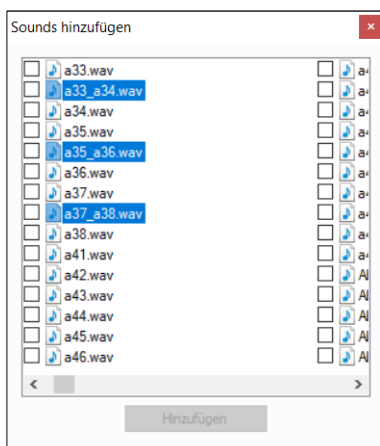 Sounds hinzufügen
a33.wav
a33_a34.wav
a34.wav
a35.wav
a35_a36.wav
a36.wav
a37.wav
a37_a38.wav
a38.wav
a41.wav
a42.wav
a43.wav
a44.wav
a45.wav
a46.wav
Hinzufügen